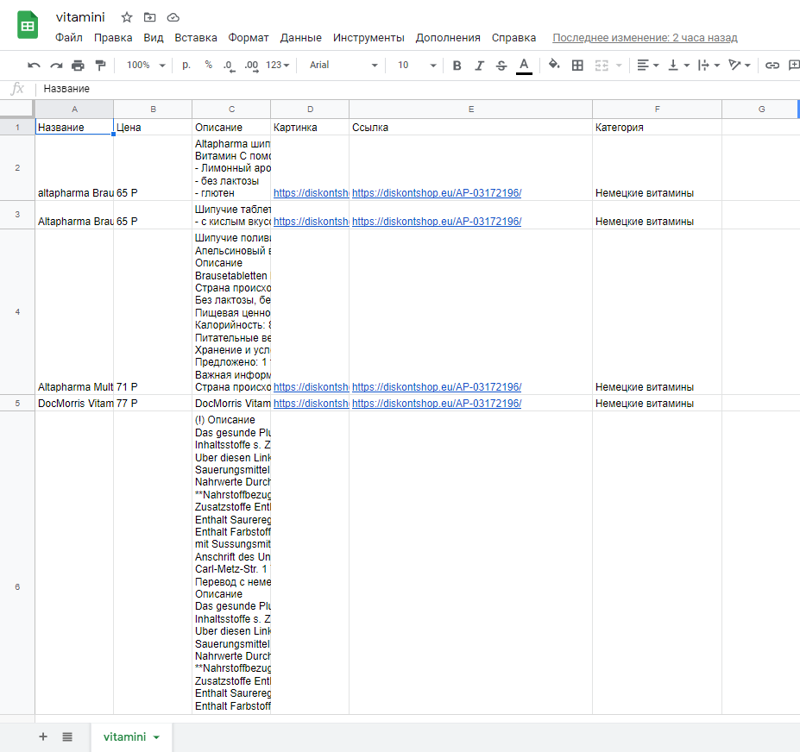 vitamini
Файл Правка Вид Вставка Формат Данные Инструменты Дополнения Справка Последнее изменение: 2 часа назад
100% р. % .0 .00 123 Arial 10 B I S A
fx Название
A B C D E F G
1 Название Цена Описание Картинка Ссылка Категория
Altapharma шип
Витамин С помо
- Лимонный аро
- без лактозы
- глютен
2 altapharma Brau 65 Р https://diskontsh https://diskontshop.eu/AP-03172196/ Немецкие витамины
Шипучие таблет
- с кислым вкусо
3 Altapharma Brau 65 Р https://diskontsh https://diskontshop.eu/AP-03172196/ Немецкие витамины
Шипучие поливи
Апельсиновый в
Описание
Brausetabletten
Страна происхо
Без лактозы, бе
Пищевая ценно
Калорийность: 8
Питательные ве
Хранение и усл
Предложено: 1
Важная информ
Страна происхо
4 Altapharma Mult 71 Р https://diskontsh https://diskontshop.eu/AP-03172196/ Немецкие витамины
5 DocMorris Vitam 77 Р DocMorris Vitam https://diskontsh https://diskontshop.eu/AP-03172196/ Немецкие витамины
6
(!) Описание
Das gesunde Plu
Inhaltsstoffe s. Z
Uber diesen Link
Sauerungsmittel
Nahrwerte Durch
**Nahrstoffbezug
Zusatzstoffe Entl
Enthalt Saurereg
Enthalt Farbstoff
mit Sussungsmit
Anschrift des Un
Carl-Metz-Str. 1
Перевод с неме
Описание
Das gesunde Plu
Inhaltsstoffe s. Z
Uber diesen Link
Sauerungsmittel
Nahrwerte Durch
**Nahrstoffbezug
Zusatzstoffe Entl
Enthalt Saurereg
Enthalt Farbstoff
vitamini